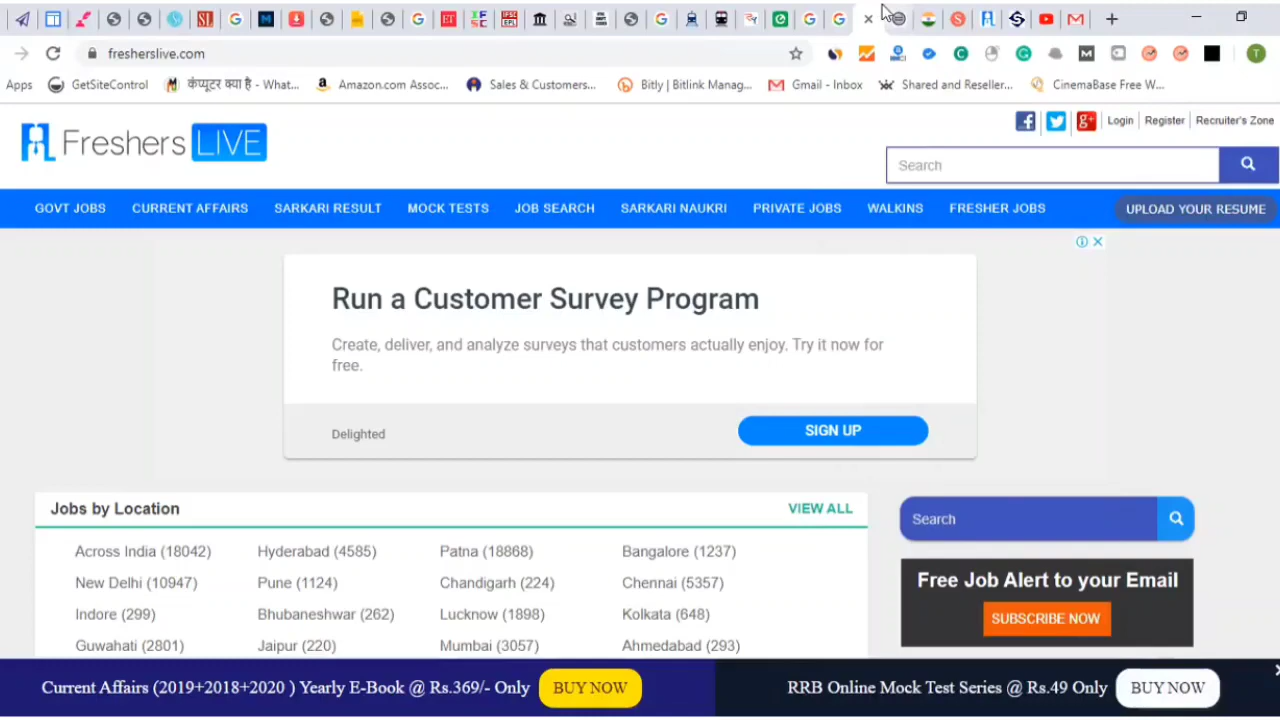 fresherslive.com
Apps GetSiteControl कंप्यूटर क्या है - What... Amazon.com Assoc... Sales & Customers... Bitly | Bitlink Manag... Gmail - Inbox Shared and Reseller... CinemaBase Free W...
Freshers LIVE
Login Register Recruiter's Zone
Search
GOVT JOBS CURRENT AFFAIRS SARKARI RESULT MOCK TESTS JOB SEARCH SARKARI NAUKRI PRIVATE JOBS WALKINS FRESHER JOBS UPLOAD YOUR RESUME
Run a Customer Survey Program
Create, deliver, and analyze surveys that customers actually enjoy. Try it now for
free.
Delighted SIGN UP
Jobs by Location VIEW ALL
Search
Across India (18042) Hyderabad (4585) Patna (18868) Bangalore (1237)
New Delhi (10947) Pune (1124) Chandigarh (224) Chennai (5357)
Indore (299) Bhubaneshwar (262) Lucknow (1898) Kolkata (648)
Guwahati (2801) Jaipur (220) Mumbai (3057) Ahmedabad (293)
Free Job Alert to your Email
SUBSCRIBE NOW
Current Affairs (2019+2018+2020 ) Yearly E-Book @ Rs.369/- Only BUY NOW
RRB Online Mock Test Series @ Rs.49 Only BUY NOW